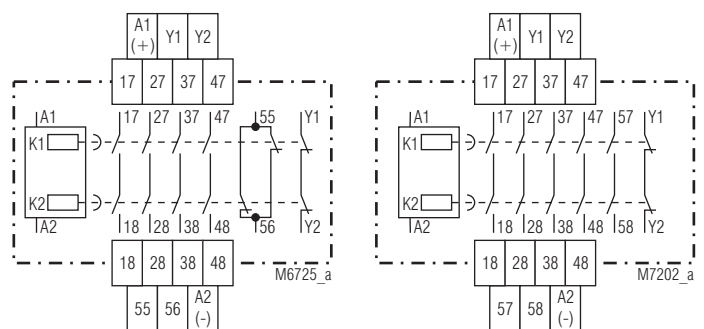 A1 (+) Y1 Y2
17 27 37 47
A1 17 27 37 47 55 Y1
K1
K2
A2 18 28 38 48 56 Y2
18 28 38 48
M6725_a
55 56 A2 (-)
A1 (+) Y1 Y2
17 27 37 47
A1 17 27 37 47 57 Y1
K1
K2
A2 18 28 38 48 58 Y2
18 28 38 48
M7202_a
57 58 A2 (-)